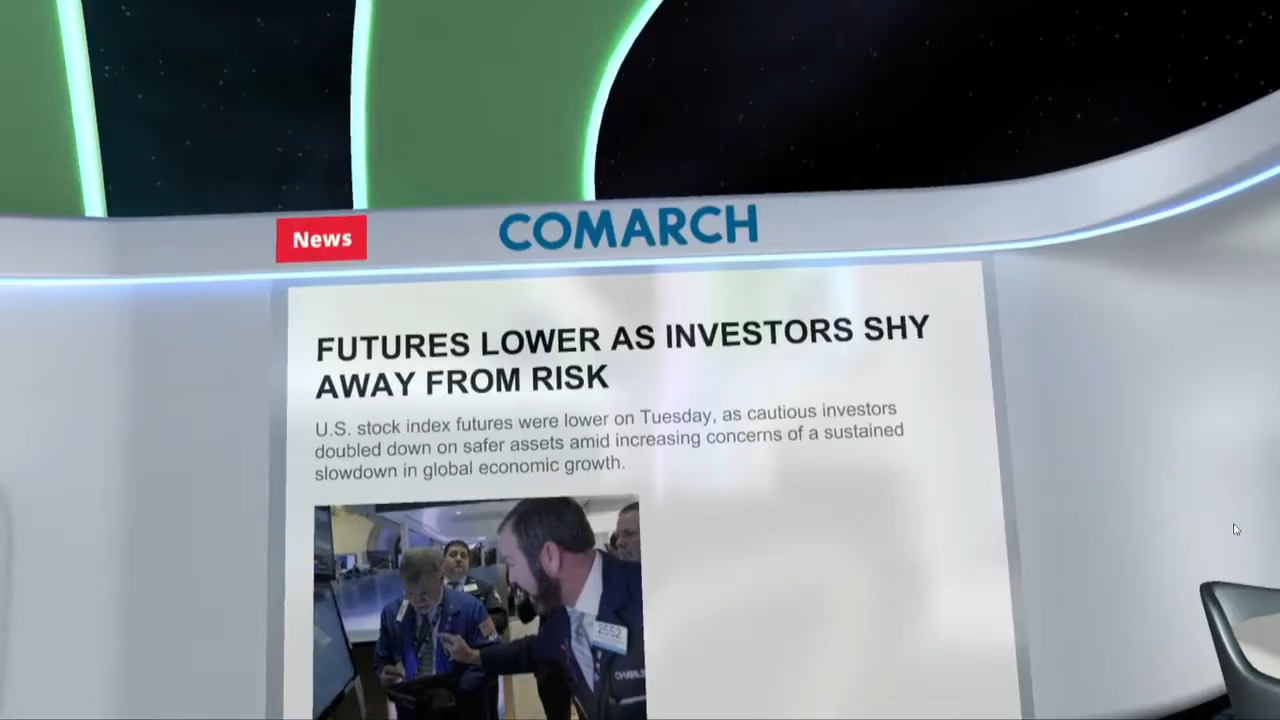 News
COMARCH
FUTURES LOWER AS INVESTORS SHY
AWAY FROM RISK
U.S. stock index futures were lower on Tuesday, as cautious investors
doubled down on safer assets amid increasing concerns of a sustained
slowdown in global economic growth.
2552